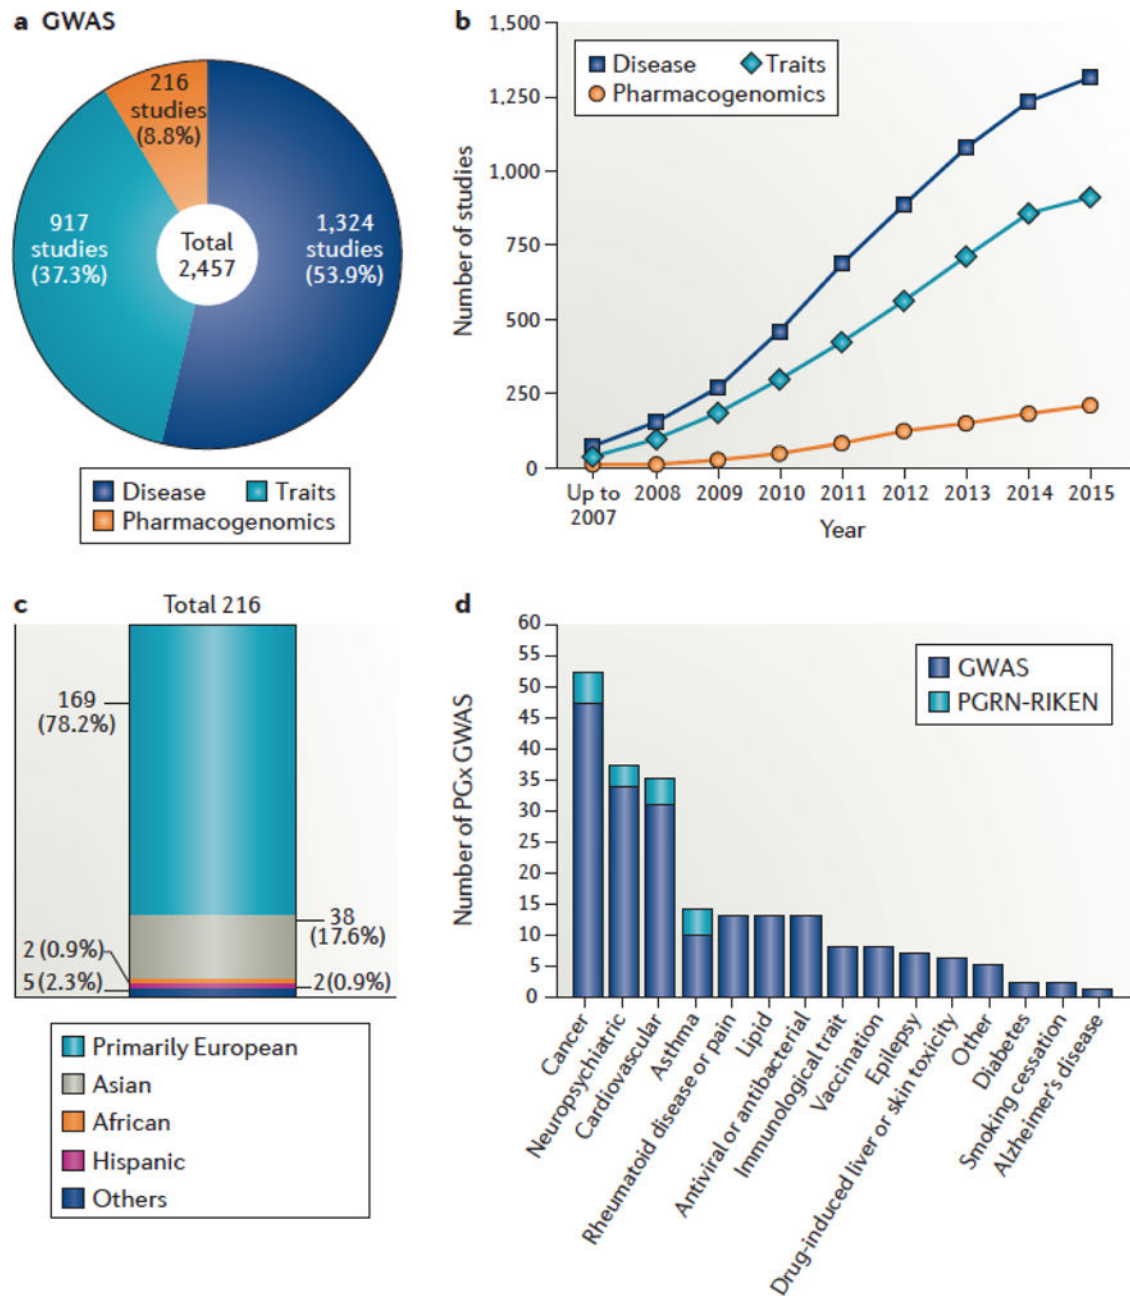 a GWAS
216
studies
(8.8%)
917
studies
(37.3%)
Total
2,457
1,324
studies
(53.9%)
Disease
Traits
Pharmacogenomics
b
1,500
1,250
1,000
750
500
250
0
Number of studies
Disease
Traits
Pharmacogenomics
Up to
2007
2008
2009
2010
2011
2012
2013
2014
2015
Year
c
Total 216
169
(78.2%)
38
(17.6%)
2 (0.9%)
5 (2.3%)
2 (0.9%)
Primarily European
Asian
African
Hispanic
Others
d
60
55
50
45
40
35
30
25
20
15
10
5
0
Number of PGx GWAS
GWAS
PGRN-RIKEN
Cancer
Neuropsychiatric
Cardiovascular
Asthma
Rheumatoid disease or pain
Lipid
Antiviral or antibacterial
Immunological trait
Vaccination
Epilepsy
Drug-induced liver or skin toxicity
Other
Diabetes
Smoking cessation
Alzheimer's disease